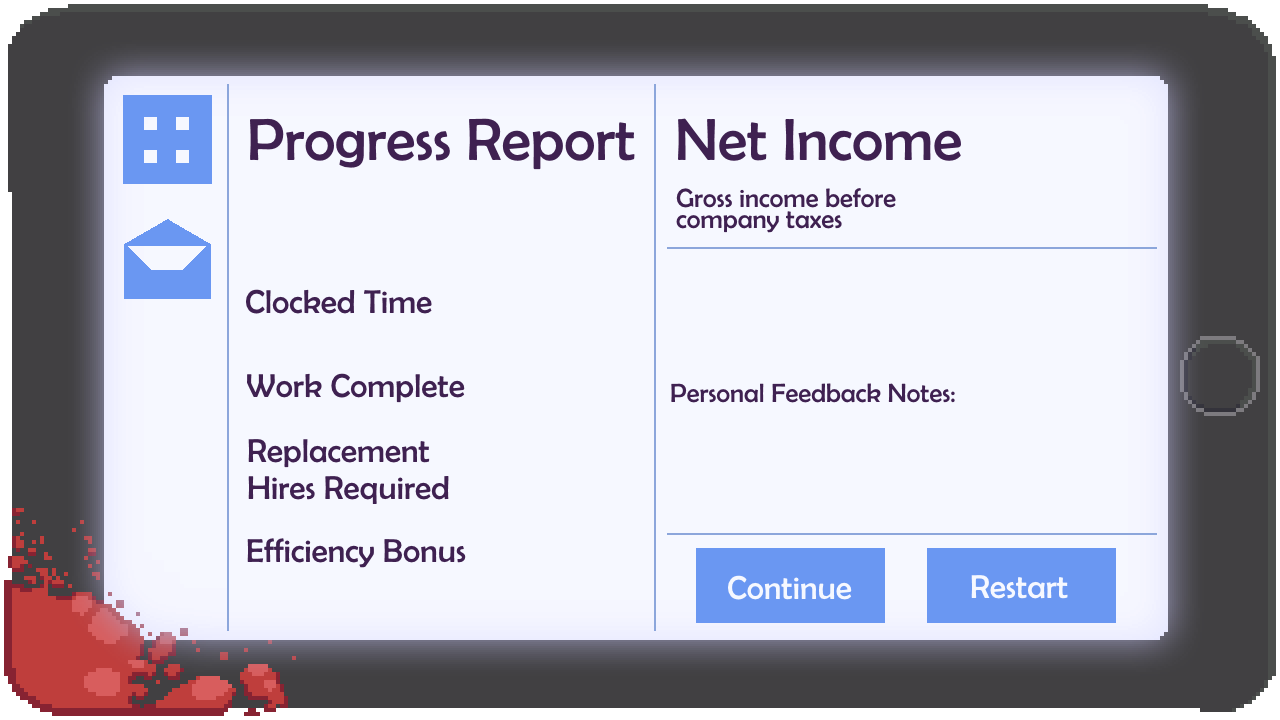 Progress Report
Clocked Time
Work Complete
Replacement
Hires Required
Efficiency Bonus
Net Income
Gross income before
company taxes
Personal Feedback Notes:
Continue
Restart